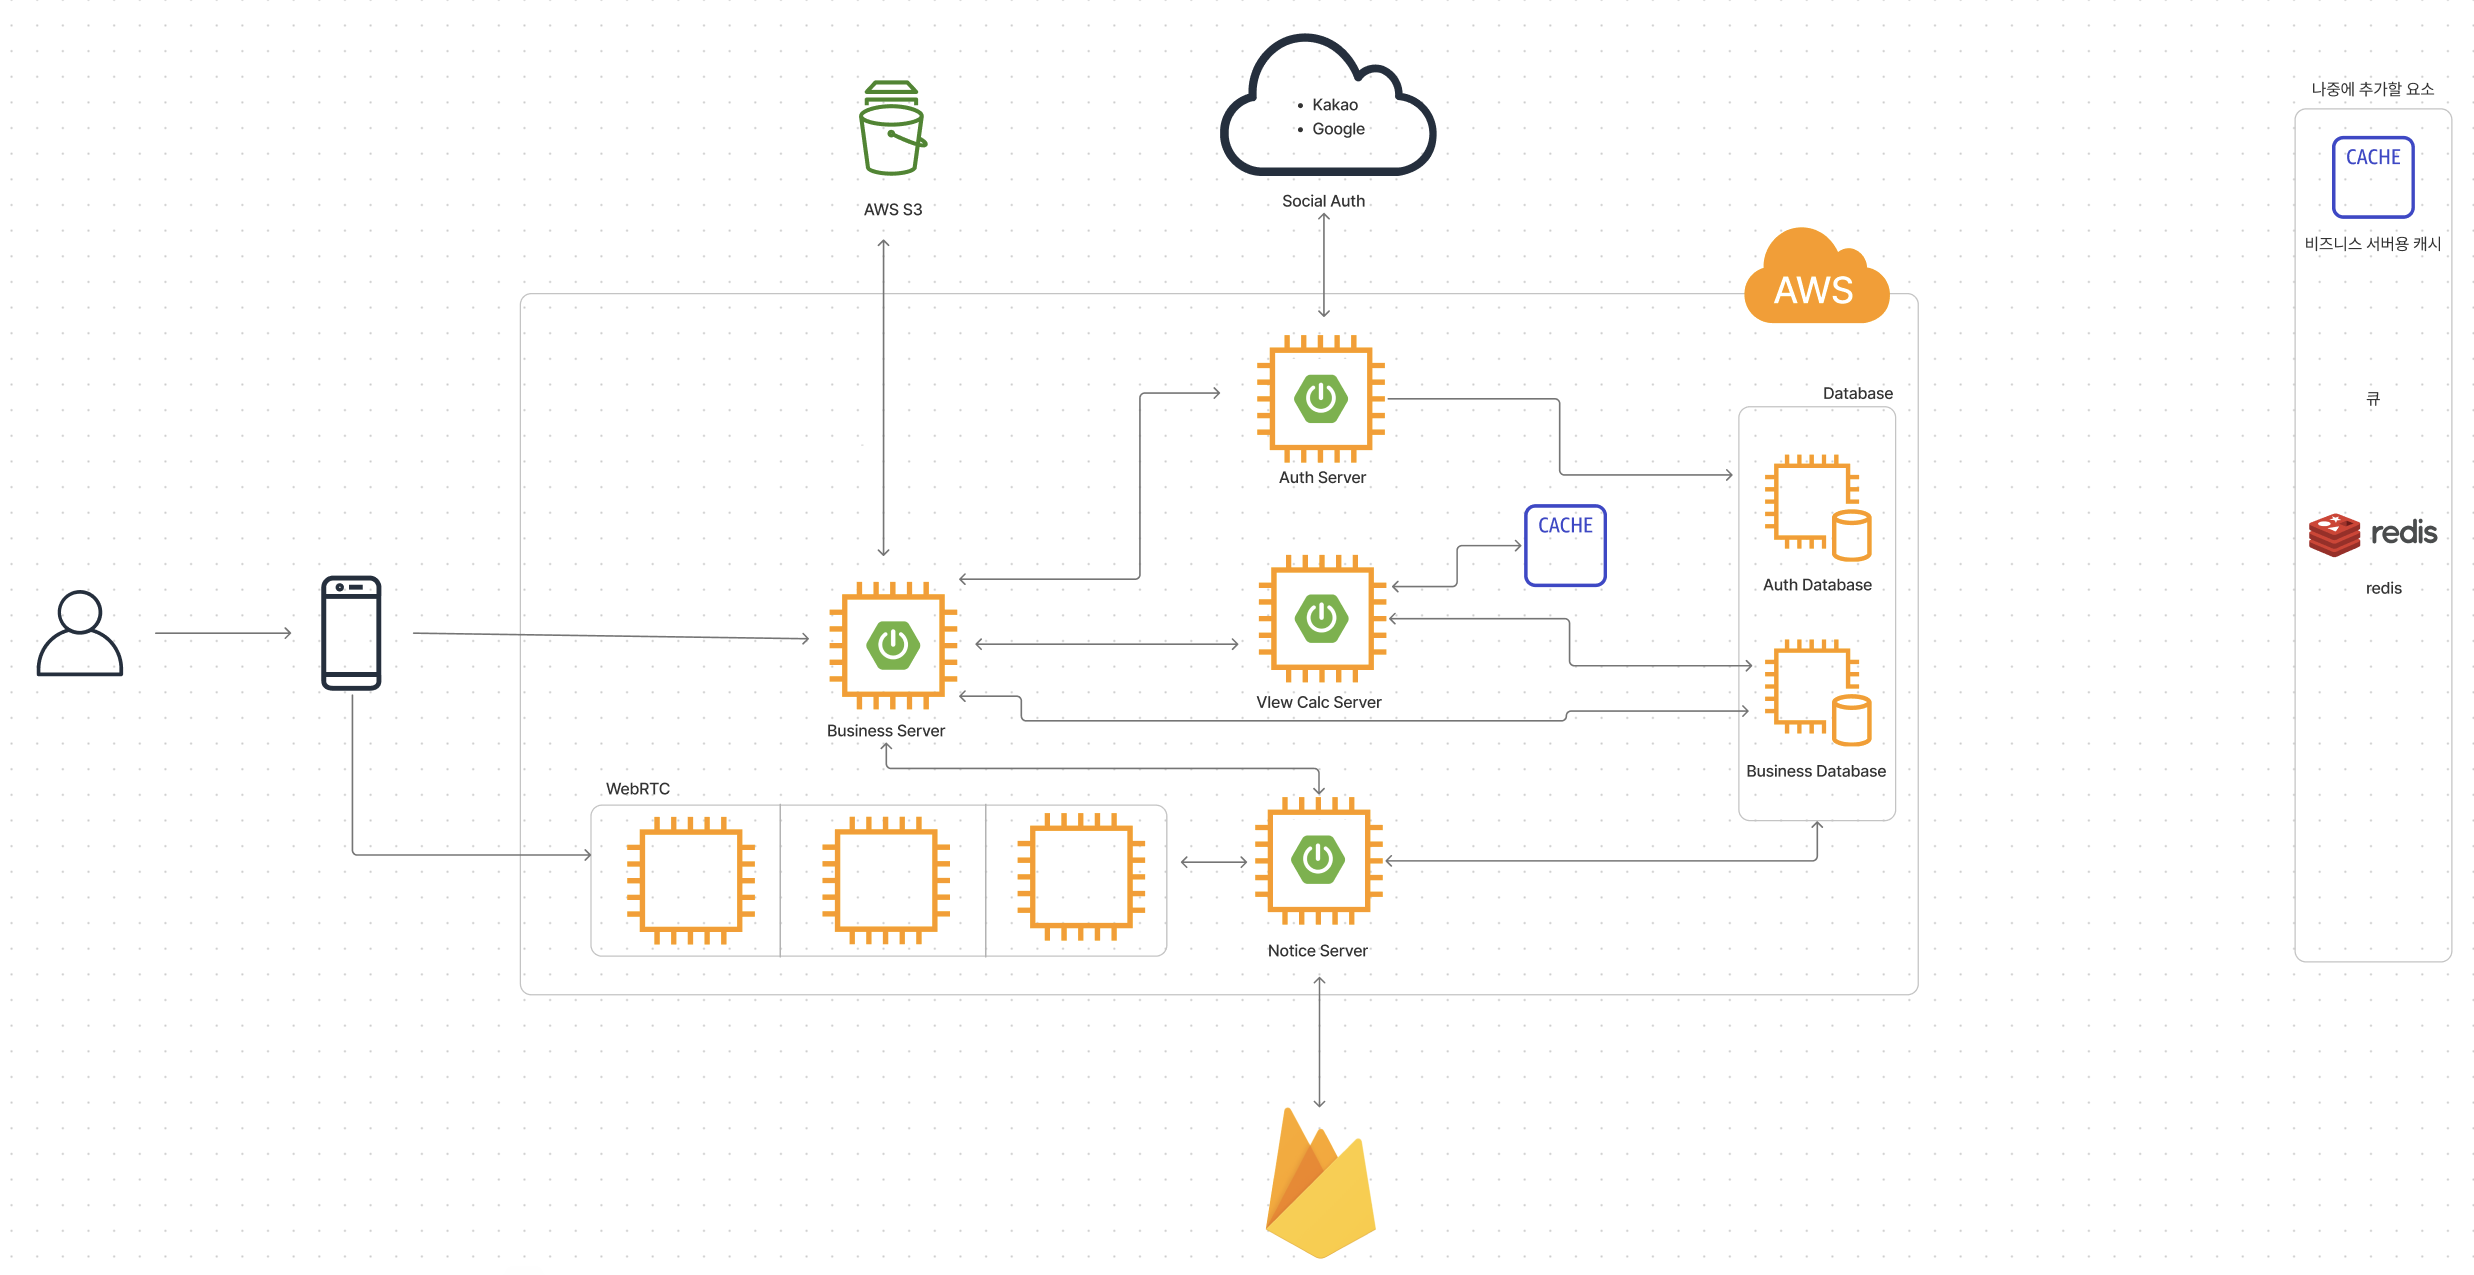 Kakao
Google
Social Auth
AWS S3
AWS
Auth Server
Database
CACHE
Auth Database
VIew Calc Server
Business Server
Business Database
WebRTC
Notice Server
나중에 추가할 요소
CACHE
비즈니스 서버용 캐시
큐
redis
redis